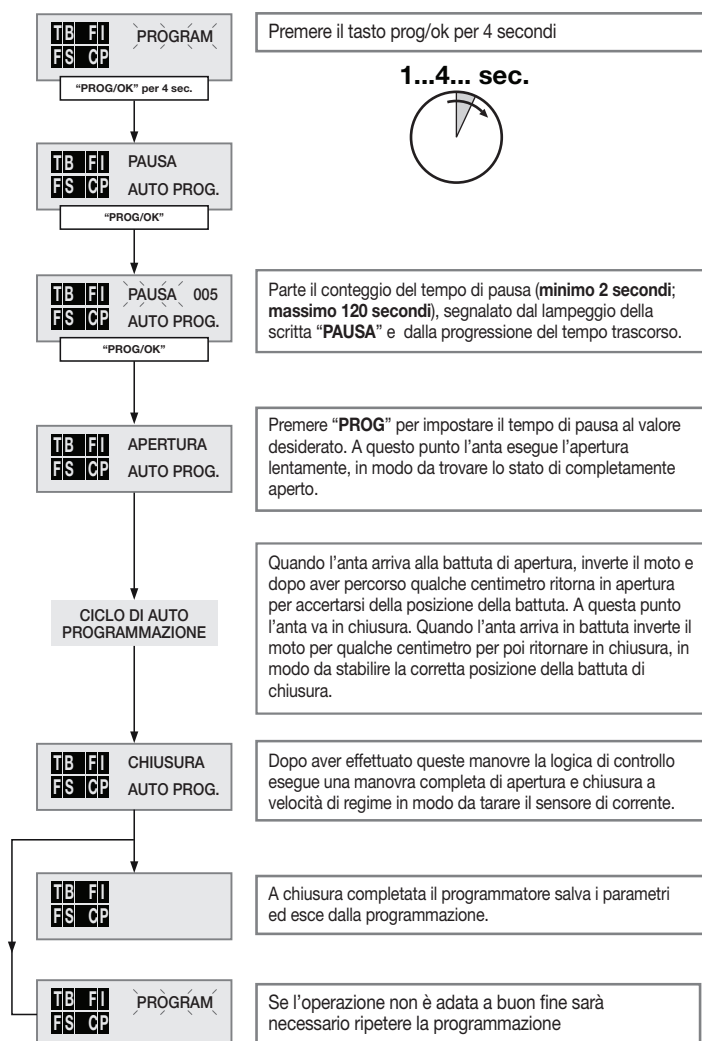 TB FI PROGRAM
FS CP
Premere il tasto prog/ok per 4 secondi
"PROG/OK" per 4 sec.
1...4... sec.
TB FI PAUSA
FS CP AUTO PROG.
"PROG/OK"
TB FI PAUSA 005
FS CP AUTO PROG.
"PROG/OK"
Parte il conteggio del tempo di pausa (minimo 2 secondi;
massimo 120 secondi), segnalato dal lampeggio della
scritta "PAUSA" e dalla progressione del tempo trascorso.
TB FI APERTURA
FS CP AUTO PROG.
Premere "PROG" per impostare il tempo di pausa al valore
desiderato. A questo punto l'anta esegue l'apertura
lentamente, in modo da trovare lo stato di completamente
aperto.
CICLO DI AUTO
PROGRAMMAZIONE
Quando l'anta arriva alla battuta di apertura, inverte il moto e
dopo aver percorso qualche centimetro ritorna in apertura
per accertarsi della posizione della battuta. A questa punto
l'anta va in chiusura. Quando l'anta arriva in battuta inverte il
moto per qualche centimetro per poi ritornare in chiusura, in
modo da stabilire la corretta posizione della battuta di
chiusura.
TB FI CHIUSURA
FS CP AUTO PROG.
Dopo aver effettuato queste manovre la logica di controllo
esegue una manovra completa di apertura e chiusura a
velocità di regime in modo da tarare il sensore di corrente.
TB FI
FS CP
A chiusura completata il programmatore salva i parametri
ed esce dalla programmazione.
TB FI PROGRAM
FS CP
Se l'operazione non è adata a buon fine sarà
necessario ripetere la programmazione